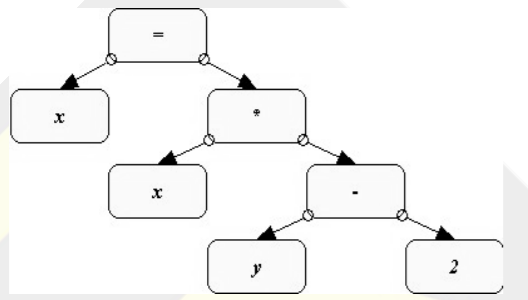 =
x
*
x
-
y
2